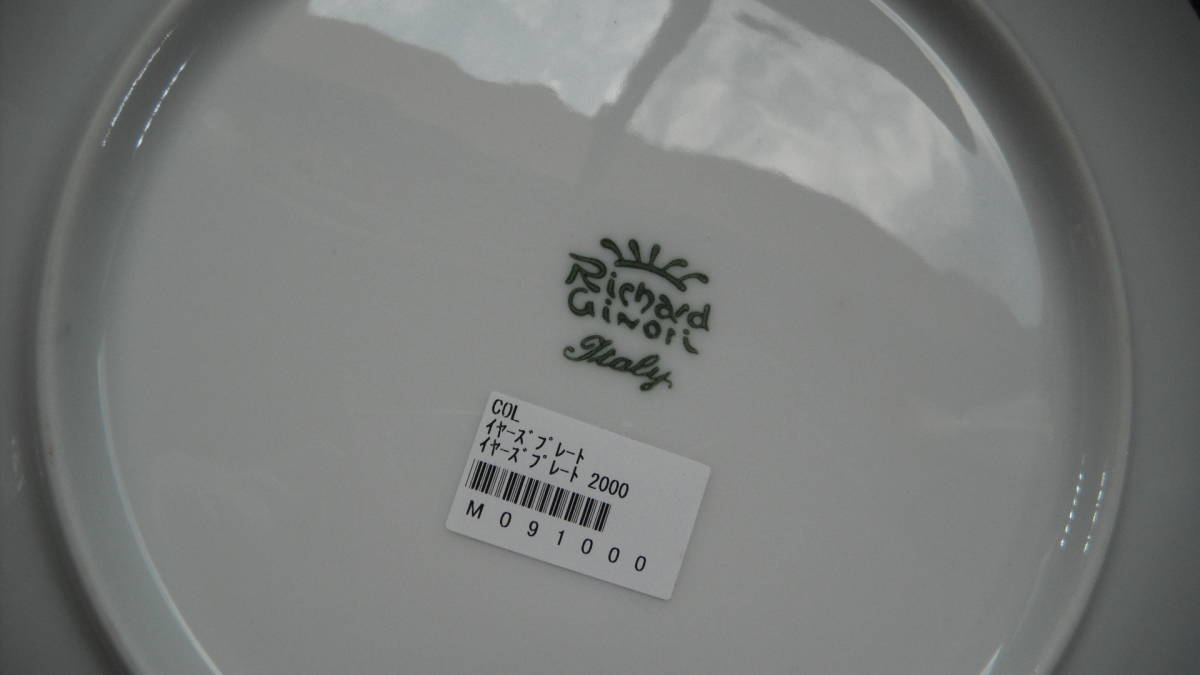 Richard
Ginori
Italy
COL
ｲﾔｰｽﾞﾌﾟﾚｰﾄ
ｲﾔｰｽﾞﾌﾟﾚｰﾄ 2000
M091000